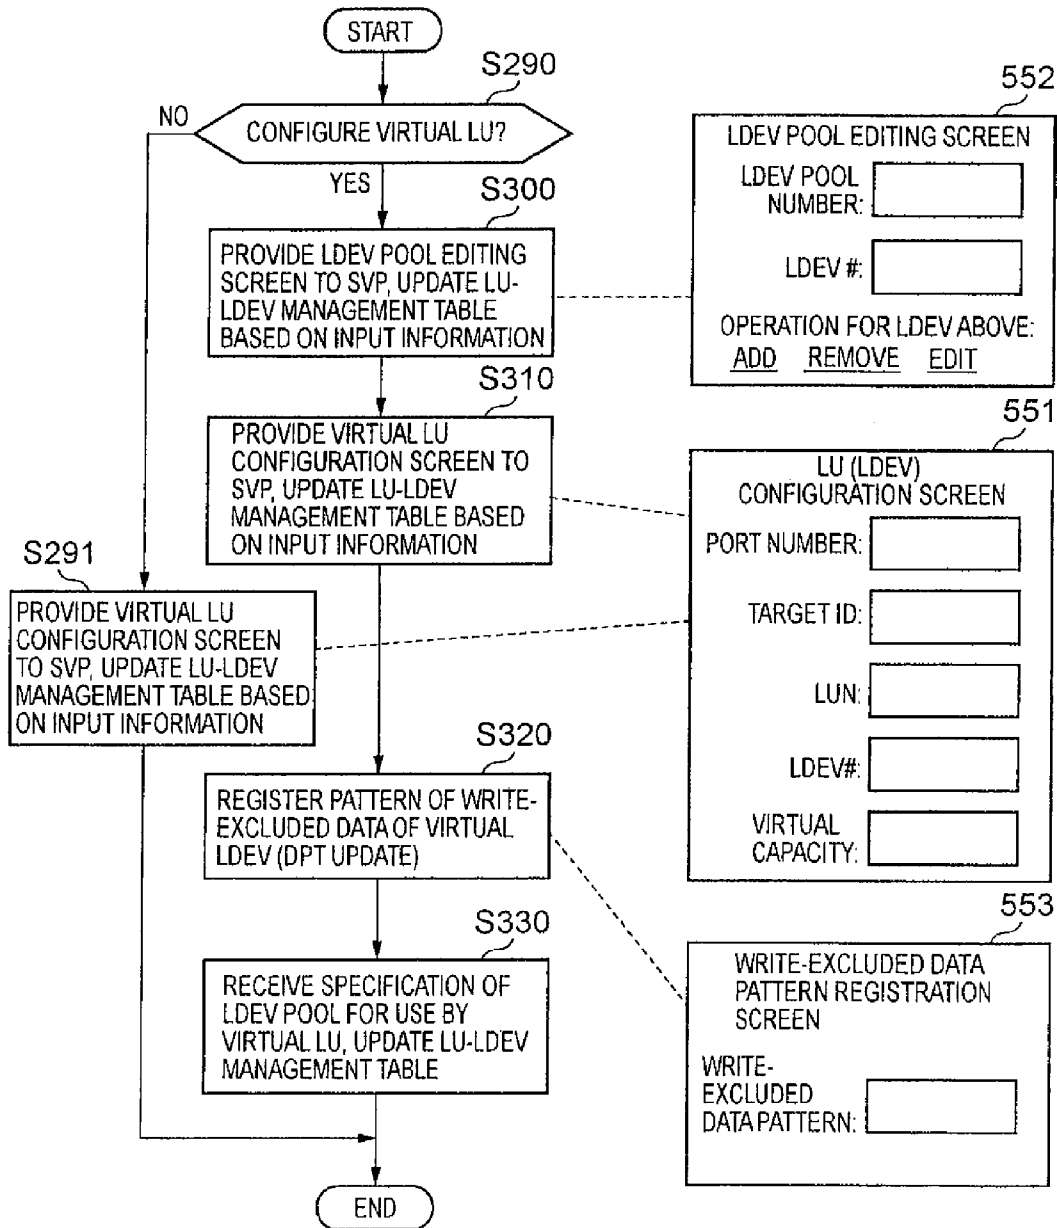 START
S290
CONFIGURE VIRTUAL LU?
NO
YES
S300
PROVIDE LDEV POOL EDITING
SCREEN TO SVP, UPDATE LU-
LDEV MANAGEMENT TABLE
BASED ON INPUT INFORMATION
S310
PROVIDE VIRTUAL LU
CONFIGURATION SCREEN TO
SVP, UPDATE LU-LDEV
MANAGEMENT TABLE BASED
ON INPUT INFORMATION
S291
PROVIDE VIRTUAL LU
CONFIGURATION SCREEN
TO SVP, UPDATE LU-LDEV
MANAGEMENT TABLE BASED
ON INPUT INFORMATION
S320
REGISTER PATTERN OF WRITE-
EXCLUDED DATA OF VIRTUAL
LDEV (DPT UPDATE)
S330
RECEIVE SPECIFICATION OF
LDEV POOL FOR USE BY
VIRTUAL LU, UPDATE LU-LDEV
MANAGEMENT TABLE
END
552
LDEV POOL EDITING SCREEN
LDEV POOL
NUMBER:
LDEV #:
OPERATION FOR LDEV ABOVE:
ADD REMOVE EDIT
551
LU (LDEV)
CONFIGURATION SCREEN
PORT NUMBER:
TARGET ID:
LUN:
LDEV#:
VIRTUAL
CAPACITY:
553
WRITE-EXCLUDED DATA
PATTERN REGISTRATION
SCREEN
WRITE-
EXCLUDED
DATA PATTERN: